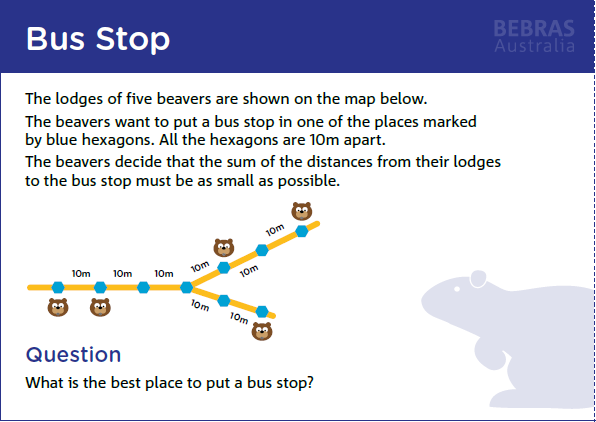 Bus Stop
BEBRAS
Australia
The lodges of five beavers are shown on the map below.
The beavers want to put a bus stop in one of the places marked
by blue hexagons. All the hexagons are 10m apart.
The beavers decide that the sum of the distances from their lodges
to the bus stop must be as small as possible.
10m
10m
10m
10m
10m
10m
10m
10m
Question
What is the best place to put a bus stop?